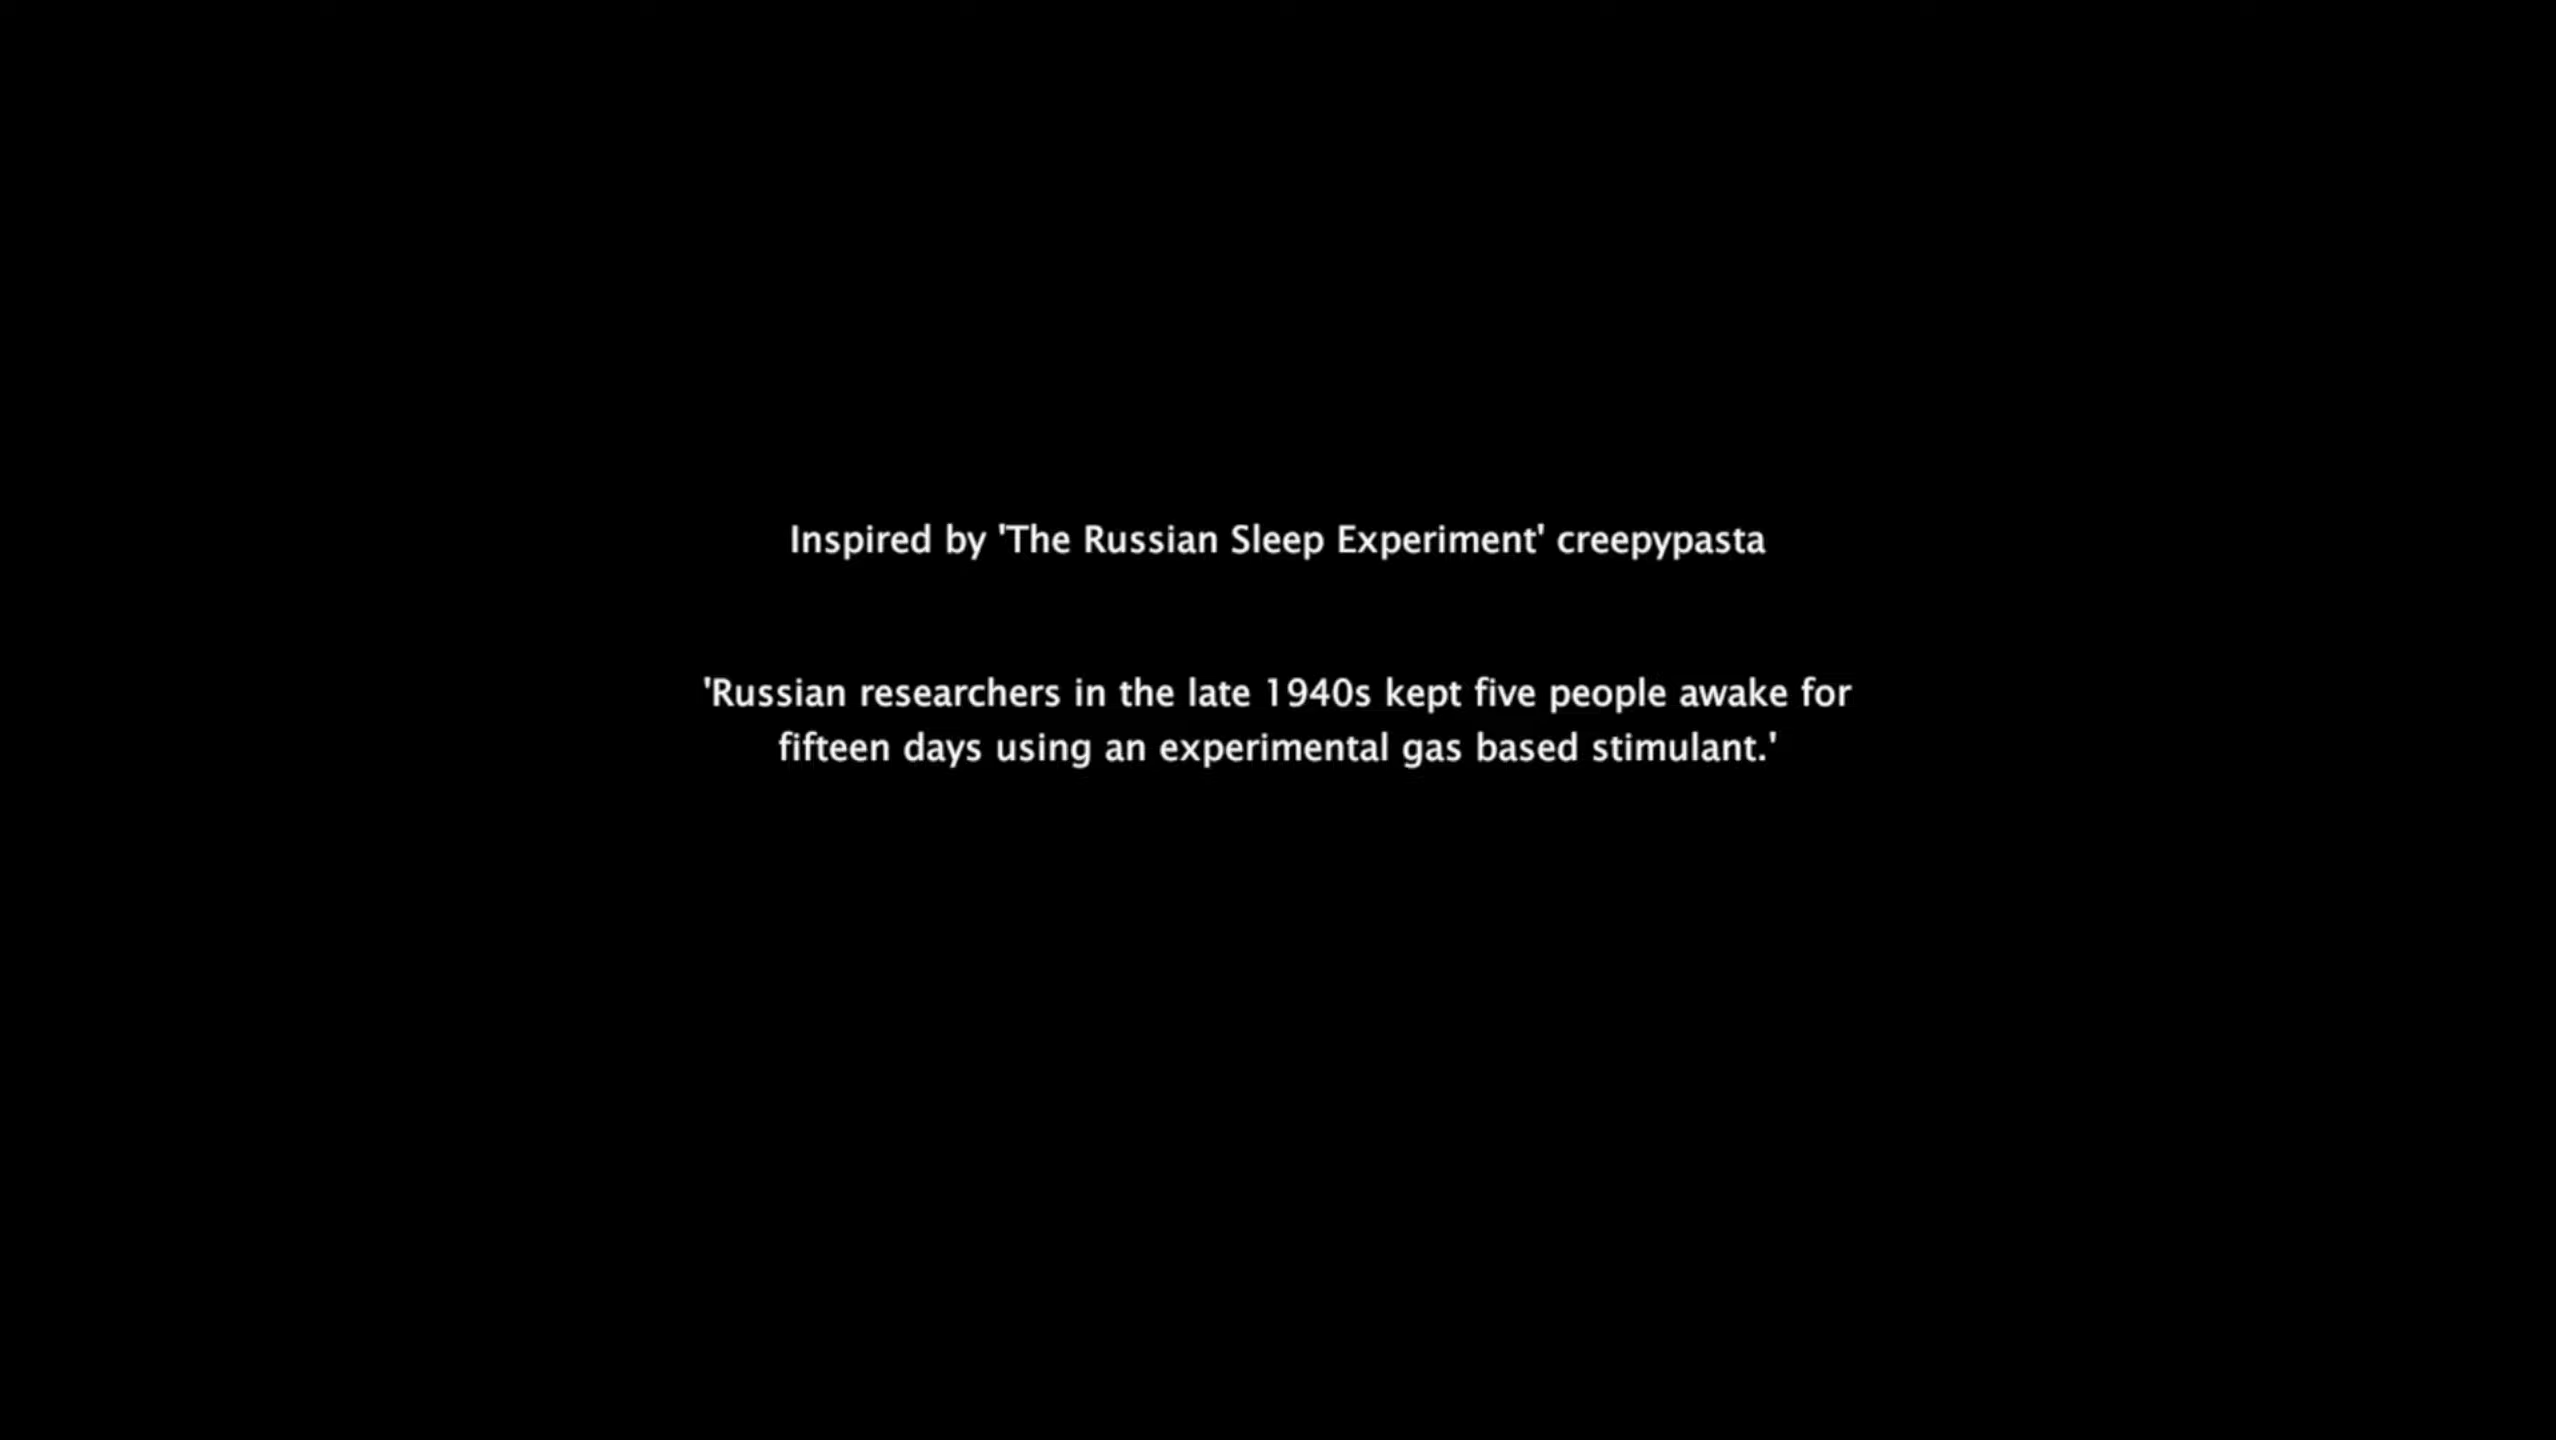 Inspired by 'The Russian Sleep Experiment' creepypasta
'Russian researchers in the late 1940s kept five people awake for
fifteen days using an experimental gas based stimulant.'